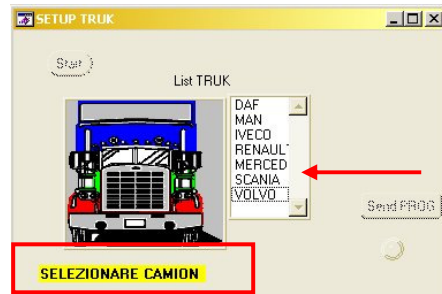 SETUP TRUK
Start
List TRUK
DAF
MAN
IVECO
RENAULT
MERCED
SCANIA
VOLVO
Send PROG
SELEZIONARE CAMION